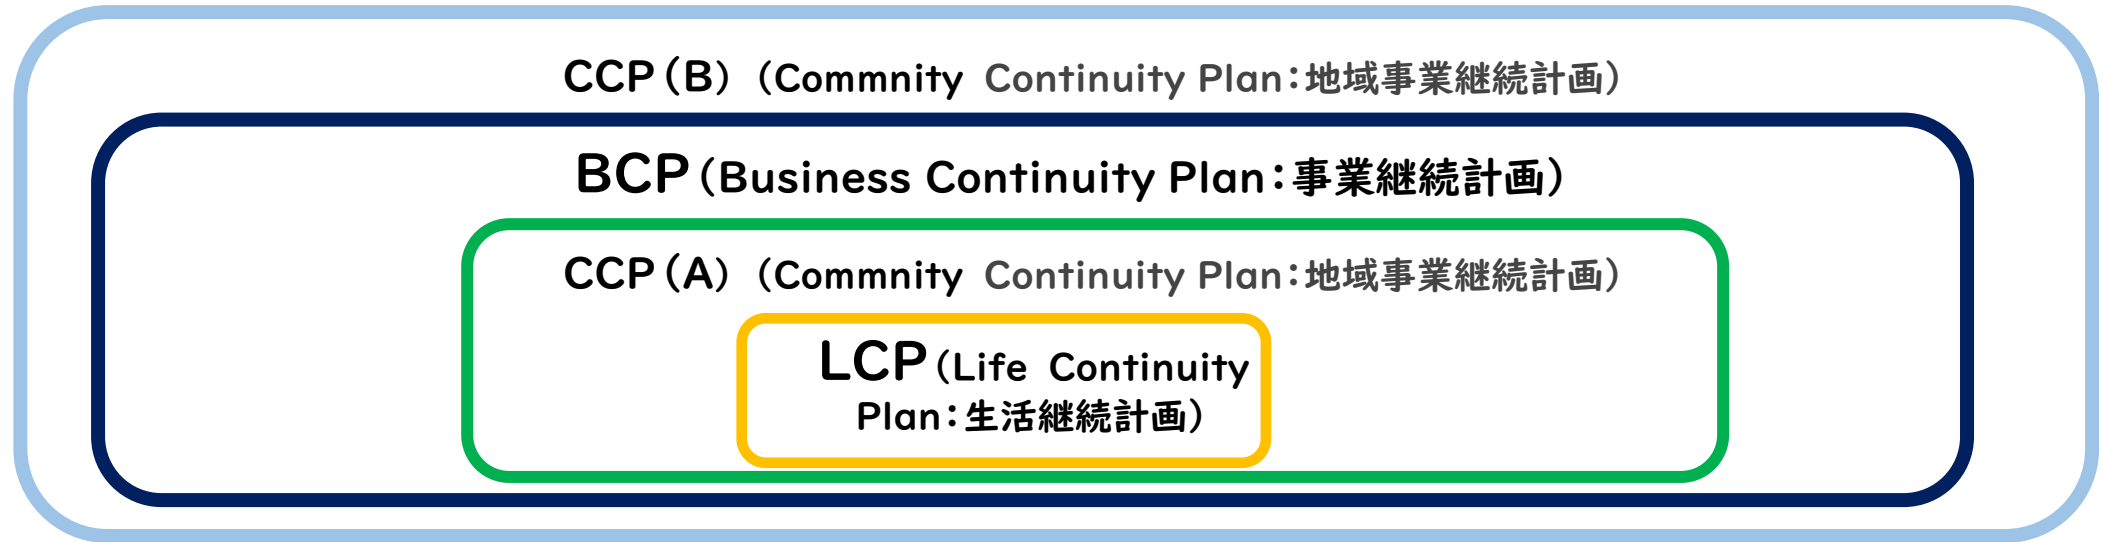 CCP(B) (Commnity Continuity Plan:地域事業継続計画)
BCP(Business Continuity Plan:事業継続計画)
CCP(A) (Commnity Continuity Plan:地域事業継続計画)
LCP(Life Continuity
Plan:生活継続計画)